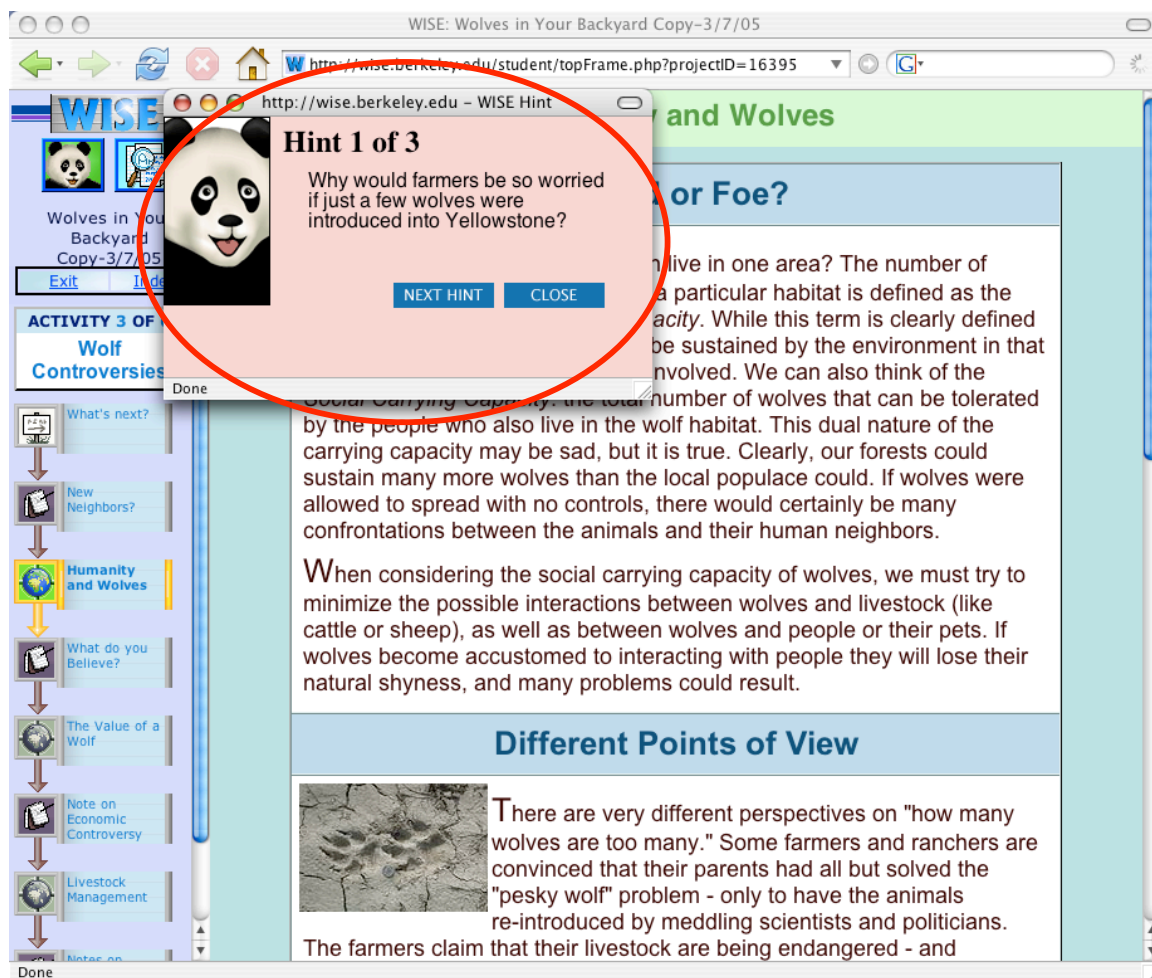 WISE: Wolves in Your Backyard Copy–3/7/05
W http://wise.berkeley.edu/student/topFrame.php?projectID=16395
G
WISE
Wolves in You
Backyard
Copy-3/7/05
Exit Inde
ACTIVITY 3 OF
Wolf
Controversies
What's next?
New
Neighbors?
Humanity
and Wolves
What do you
Believe?
The Value of a
Wolf
Note on
Economic
Controversy
Livestock
Management
Notes on
http://wise.berkeley.edu – WISE Hint
Hint 1 of 3
Why would farmers be so worried
if just a few wolves were
introduced into Yellowstone?
NEXT HINT CLOSE
Done
and Wolves
or Foe?
live in one area? The number of
a particular habitat is defined as the
acity. While this term is clearly defined
be sustained by the environment in that
nvolved. We can also think of the
Social Carrying Capacity: the total number of wolves that can be tolerated
by the people who also live in the wolf habitat. This dual nature of the
carrying capacity may be sad, but it is true. Clearly, our forests could
sustain many more wolves than the local populace could. If wolves were
allowed to spread with no controls, there would certainly be many
confrontations between the animals and their human neighbors.
When considering the social carrying capacity of wolves, we must try to
minimize the possible interactions between wolves and livestock (like
cattle or sheep), as well as between wolves and people or their pets. If
wolves become accustomed to interacting with people they will lose their
natural shyness, and many problems could result.
Different Points of View
There are very different perspectives on "how many
wolves are too many." Some farmers and ranchers are
convinced that their parents had all but solved the
"pesky wolf" problem - only to have the animals
re-introduced by meddling scientists and politicians.
The farmers claim that their livestock are being endangered - and
Done